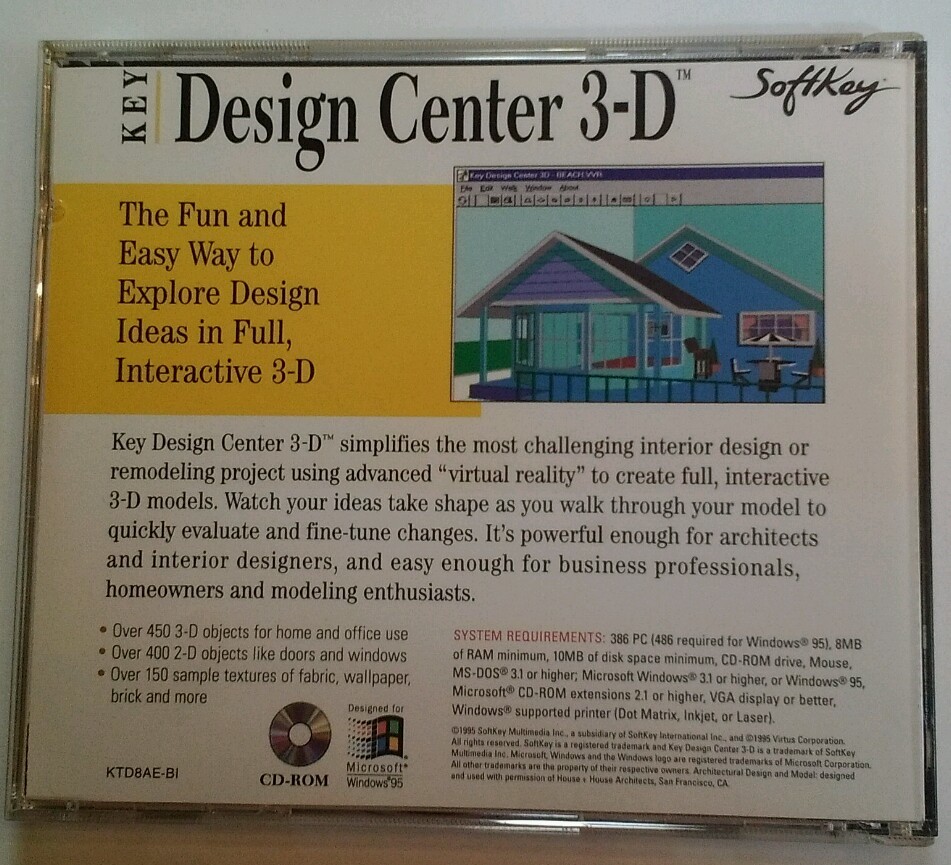 KEY
Design Center 3-D™
SoftKey
The Fun and
Easy Way to
Explore Design
Ideas in Full,
Interactive 3-D
Key Design Center 3D - BEACH.VVR
File Edit Walk Window About
Key Design Center 3-D™ simplifies the most challenging interior design or
remodeling project using advanced “virtual reality” to create full, interactive
3-D models. Watch your ideas take shape as you walk through your model to
quickly evaluate and fine-tune changes. It’s powerful enough for architects
and interior designers, and easy enough for business professionals,
homeowners and modeling enthusiasts.
• Over 450 3-D objects for home and office use
• Over 400 2-D objects like doors and windows
• Over 150 sample textures of fabric, wallpaper,
brick and more
SYSTEM REQUIREMENTS: 386 PC (486 required for Windows® 95), 8MB
of RAM minimum, 10MB of disk space minimum, CD-ROM drive, Mouse,
MS-DOS® 3.1 or higher; Microsoft Windows® 3.1 or higher, or Windows® 95,
Microsoft® CD-ROM extensions 2.1 or higher, VGA display or better,
Windows® supported printer (Dot Matrix, Inkjet, or Laser).
©1995 SoftKey Multimedia Inc., a subsidiary of SoftKey International Inc., and ©1995 Virtus Corporation.
All rights reserved. SoftKey is a registered trademark and Key Design Center 3-D is a trademark of SoftKey
Multimedia Inc. Microsoft, Windows and the Windows logo are registered trademarks of Microsoft Corporation.
All other trademarks are the property of their respective owners. Architectural Design and Model: designed
and used with permission of House + House Architects, San Francisco, CA.
KTD8AE-BI
CD-ROM
Designed for
Microsoft®
Windows®95